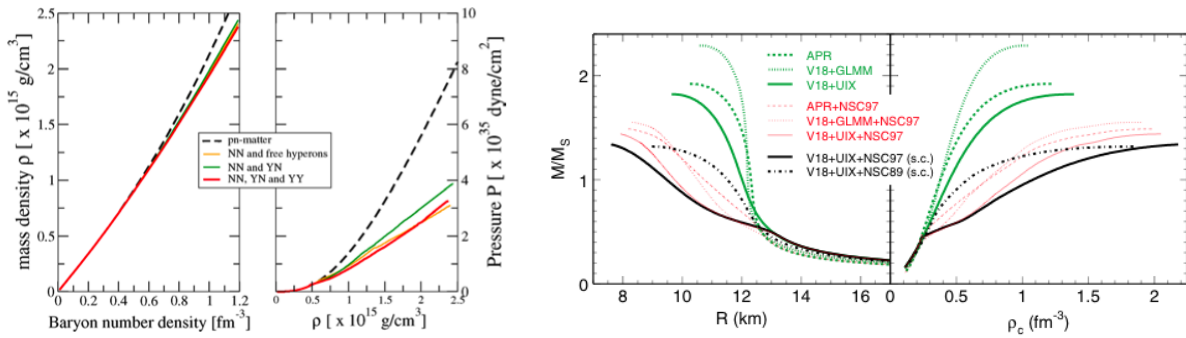 2.5
2
1.5
1
0.5
0
mass density ρ [ x 10^15 g/cm^3]
0 0.2 0.4 0.6 0.8 1 1.2
Baryon number density [fm^-3]
pn-matter
NN and free hyperons
NN and YN
NN, YN and YY
10
8
6
4
2
0
Pressure P [ x 10^35 dyne/cm^2]
0 0.5 1 1.5 2 2.5
ρ [ x 10^15 g/cm^3]
2
1
0
M/M_S
8 10 12 14 16
R (km)
APR
V18+GLMM
V18+UIX
APR+NSC97
V18+GLMM+NSC97
V18+UIX+NSC97
V18+UIX+NSC97 (s.c.)
V18+UIX+NSC89 (s.c.)
0 0.5 1 1.5 2
ρ_c (fm^-3)